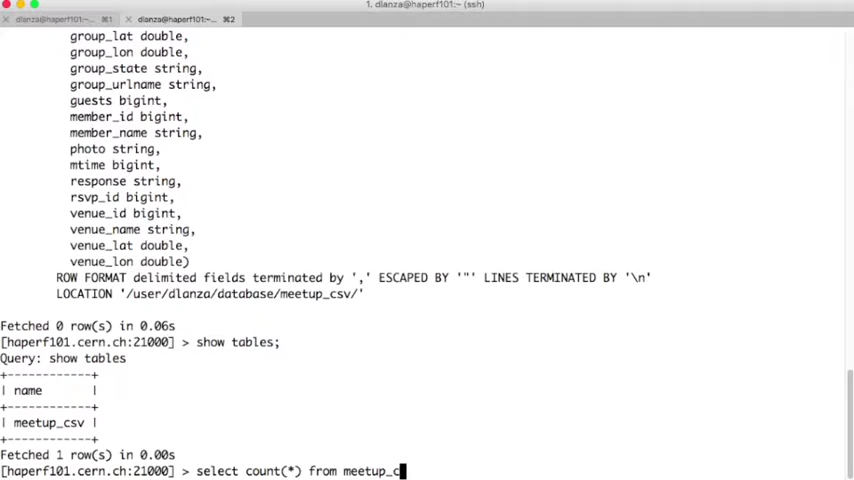 1. dlanza@haperf101:~ (ssh)
dlanza@haperf101:~... ⌘1
dlanza@haperf101:~... ⌘2
group_lat double,
group_lon double,
group_state string,
group_urlname string,
guests bigint,
member_id bigint,
member_name string,
photo string,
mtime bigint,
response string,
rsvp_id bigint,
venue_id bigint,
venue_name string,
venue_lat double,
venue_lon double)
ROW FORMAT delimited fields terminated by ',' ESCAPED BY '"' LINES TERMINATED BY '\n'
LOCATION '/user/dlanza/database/meetup_csv/'
Fetched 0 row(s) in 0.06s
[haperf101.cern.ch:21000] > show tables;
Query: show tables
+------------+
| name       |
+------------+
| meetup_csv |
+------------+
Fetched 1 row(s) in 0.00s
[haperf101.cern.ch:21000] > select count(*) from meetup_c